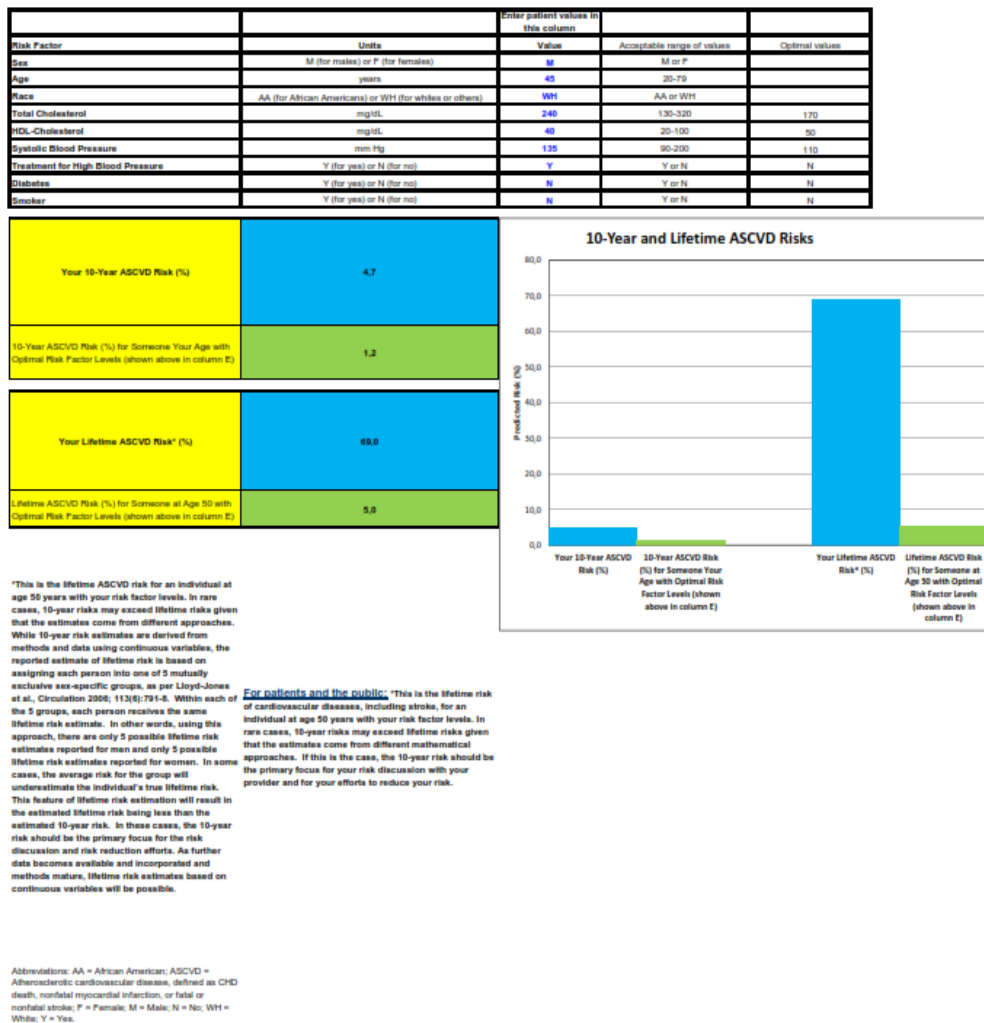 Enter patient values in
this column
Risk Factor Units Value Acceptable range of values Optimal values
Sex M (for males) or F (for females) M M or F
Age years 45 20-79
Race AA (for African Americans) or WH (for whites or others) WH AA or WH
Total Cholesterol mg/dL 240 130-320 170
HDL-Cholesterol mg/dL 40 20-100 50
Systolic Blood Pressure mm Hg 135 90-200 110
Treatment for High Blood Pressure Y (for yes) or N (for no) Y Y or N N
Diabetes Y (for yes) or N (for no) N Y or N N
Smoker Y (for yes) or N (for no) N Y or N N
Your 10-Year ASCVD Risk (%) 4,7
10-Year ASCVD Risk (%) for Someone Your Age with
Optimal Risk Factor Levels (shown above in column E)
1,2
Your Lifetime ASCVD Risk* (%) 69,0
Lifetime ASCVD Risk (%) for Someone at Age 50 with
Optimal Risk Factor Levels (shown above in column E)
5,0
10-Year and Lifetime ASCVD Risks
Predicted Risk (%)
80,0
70,0
60,0
50,0
40,0
30,0
20,0
10,0
0,0
Your 10-Year ASCVD
Risk (%)
10-Year ASCVD Risk
(%) for Someone Your
Age with Optimal Risk
Factor Levels (shown
above in column E)
Your Lifetime ASCVD
Risk* (%)
Lifetime ASCVD Risk
(%) for Someone at
Age 50 with Optimal
Risk Factor Levels
(shown above in
column E)
*This is the lifetime ASCVD risk for an individual at
age 50 years with your risk factor levels. In rare
cases, 10-year risks may exceed lifetime risks given
that the estimates come from different approaches.
While 10-year risk estimates are derived from
methods and data using continuous variables, the
reported estimate of lifetime risk is based on
assigning each person into one of 5 mutually
exclusive sex-specific groups, as per Lloyd-Jones
et al., Circulation 2006; 113(6):791-8. Within each of
the 5 groups, each person receives the same
lifetime risk estimate. In other words, using this
approach, there are only 5 possible lifetime risk
estimates reported for men and only 5 possible
lifetime risk estimates reported for women. In some
cases, the average risk for the group will
underestimate the individual's true lifetime risk.
This feature of lifetime risk estimation will result in
the estimated lifetime risk being less than the
estimated 10-year risk. In these cases, the 10-year
risk should be the primary focus for the risk
discussion and risk reduction efforts. As further
data becomes available and incorporated and
methods mature, lifetime risk estimates based on
continuous variables will be possible.
For patients and the public: *This is the lifetime risk
of cardiovascular diseases, including stroke, for an
individual at age 50 years with your risk factor levels. In
rare cases, 10-year risks may exceed lifetime risks given
that the estimates come from different mathematical
approaches. If this is the case, the 10-year risk should be
the primary focus for your risk discussion with your
provider and for your efforts to reduce your risk.
Abbreviations: AA = African American; ASCVD =
Atherosclerotic cardiovascular disease, defined as CHD
death, nonfatal myocardial infarction, or fatal or
nonfatal stroke; F = Female; M = Male; N = No; WH =
White; Y = Yes.